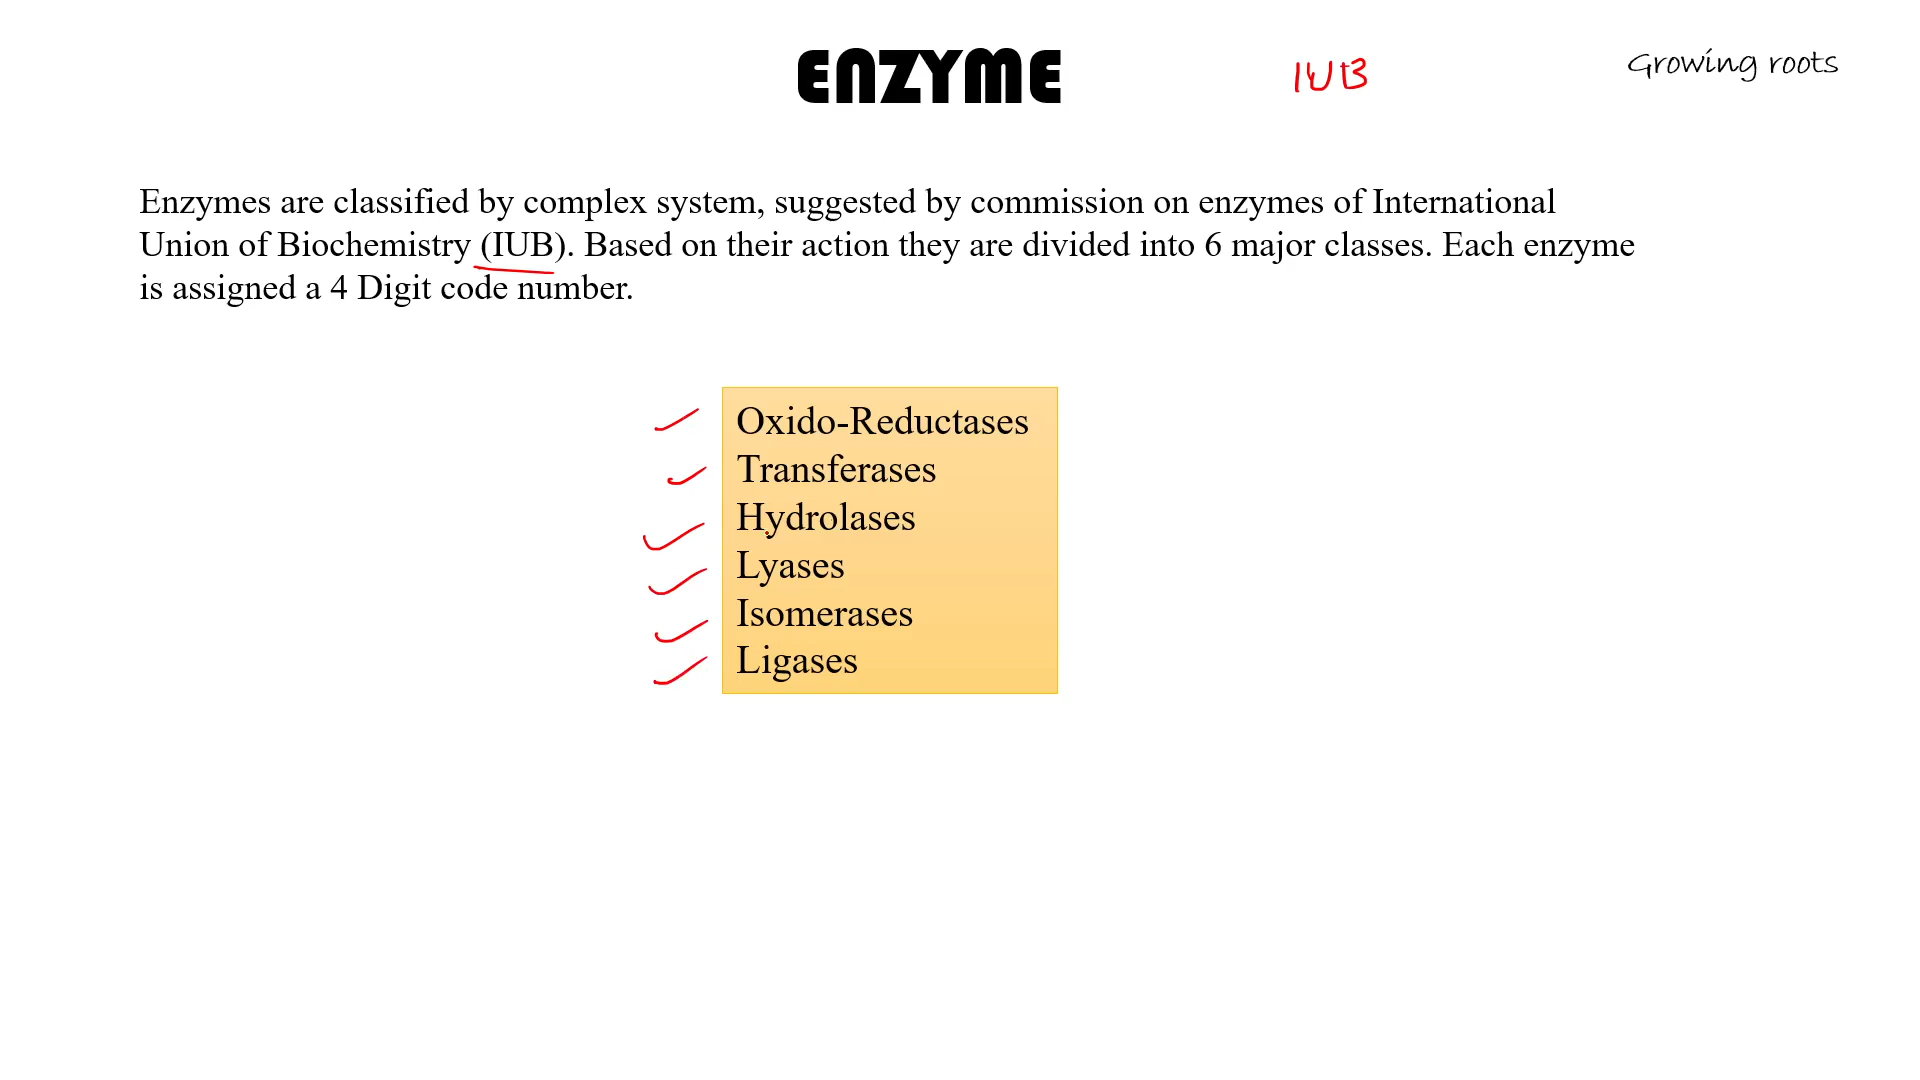 ENZYME
IUB
Growing roots
Enzymes are classified by complex system, suggested by commission on enzymes of International
Union of Biochemistry (IUB). Based on their action they are divided into 6 major classes. Each enzyme
is assigned a 4 Digit code number.
Oxido-Reductases
Transferases
Hydrolases
Lyases
Isomerases
Ligases